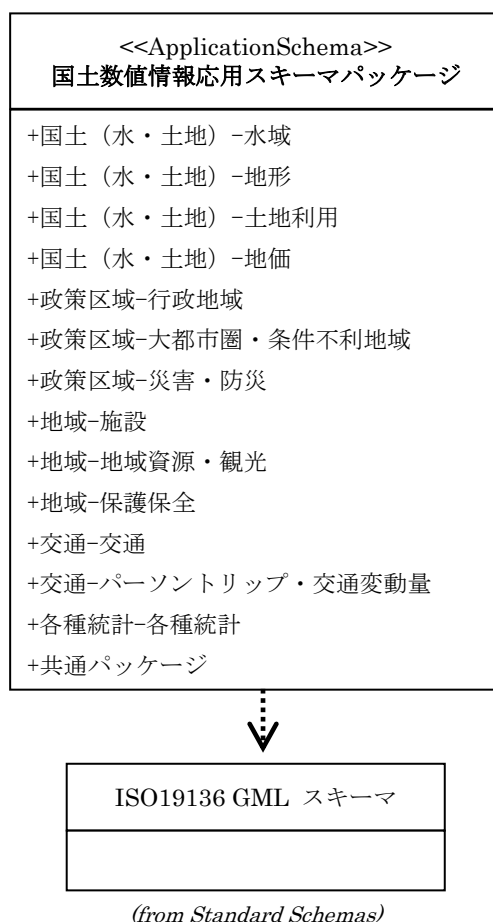 <<ApplicationSchema>>
国土数値情報応用スキーマパッケージ
+国土（水・土地）−水域
+国土（水・土地）−地形
+国土（水・土地）−土地利用
+国土（水・土地）−地価
+政策区域−行政地域
+政策区域−大都市圏・条件不利地域
+政策区域−災害・防災
+地域−施設
+地域−地域資源・観光
+地域−保護保全
+交通−交通
+交通−パーソントリップ・交通変動量
+各種統計−各種統計
+共通パッケージ
ISO19136 GML スキーマ
(from Standard Schemas)